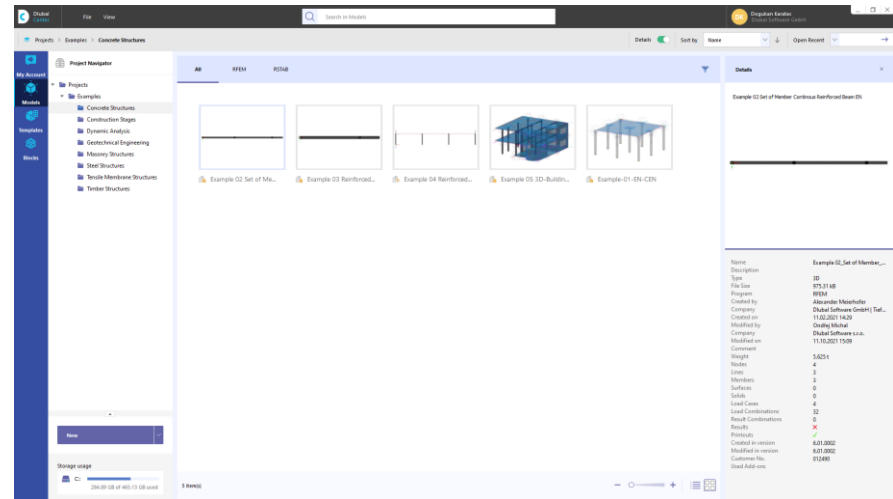 Dlubal
Center
File View
Search in Models
DK
Dogukan Karatas
Dlubal Software GmbH
Projects > Examples > Concrete Structures
Details
Sort by
Name
Open Recent
My Account
Models
Templates
Blocks
Project Navigator
Projects
Examples
Concrete Structures
Construction Stages
Dynamic Analysis
Geotechnical Engineering
Masonry Structures
Steel Structures
Tensile Membrane Structures
Timber Structures
New
Storage usage
C:
284.89 GB of 465.13 GB used
All RFEM RSTAB
Example 02 Set of Me...
Example 03 Reinforced...
Example 04 Reinforced...
Example 05 3D-Buildin...
Example-01-EN-CEN
5 item(s)
Details
Example 02 Set of Member Continous Reinforced Beam EN
Name Example 02_Set of Member_...
Description
Type 3D
File Size 975.31 kB
Program RFEM
Created by Alexander Meierhofer
Company Dlubal Software GmbH | Tief...
Created on 11.02.2021 14:29
Modified by Ondřej Michal
Company Dlubal Software s.r.o.
Modified on 11.10.2021 15:09
Comment
Weight 5.625 t
Nodes 4
Lines 3
Members 3
Surfaces 0
Solids 0
Load Cases 4
Load Combinations 32
Result Combinations 0
Results
Printouts
Created in version 6.01.0002
Modified in version 6.01.0002
Customer No. 012490
Used Add-ons